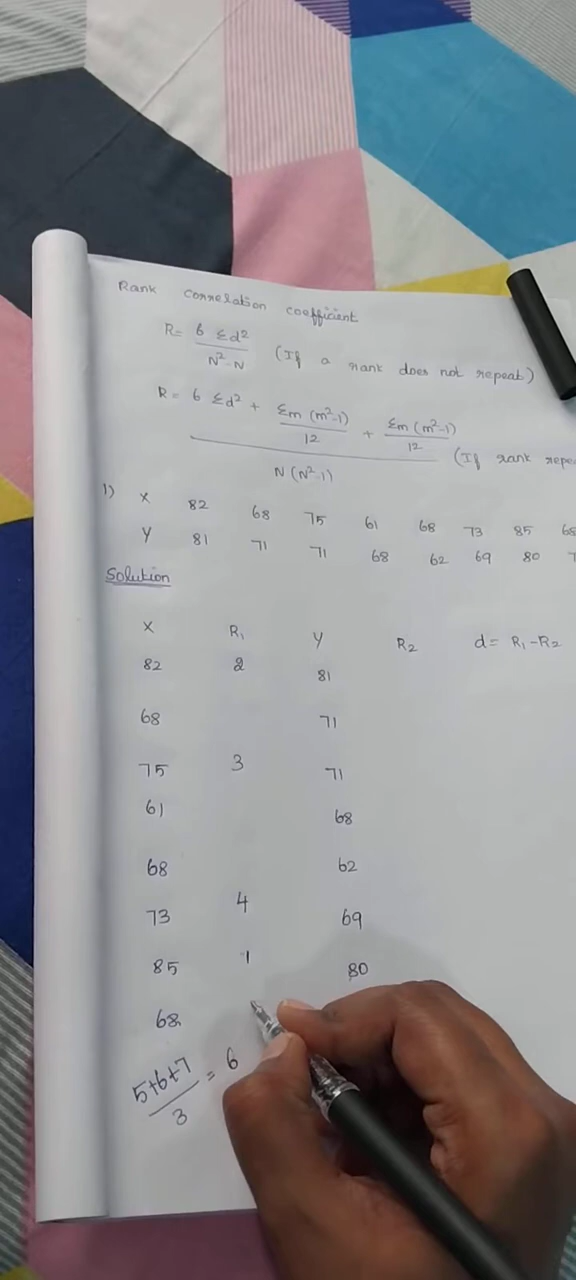 Rank correlation coefficient
R= 6 Σd² / N²-N (If a rank does not repeat)
R= 6 Σd² + Σm (m²-1) / 12 + Σm (m²-1) / 12 / N (N²-1) (If rank
1) X 82 68 75 61 68 73 85 68
Y 81 71 71 68 62 69 80
Solution
X R₁ Y R₂ d= R₁-R₂
82 2 81
68 71
75 3 71
61 68
68 62
73 4 69
85 1 80
68
5+6+7 / 3 = 6